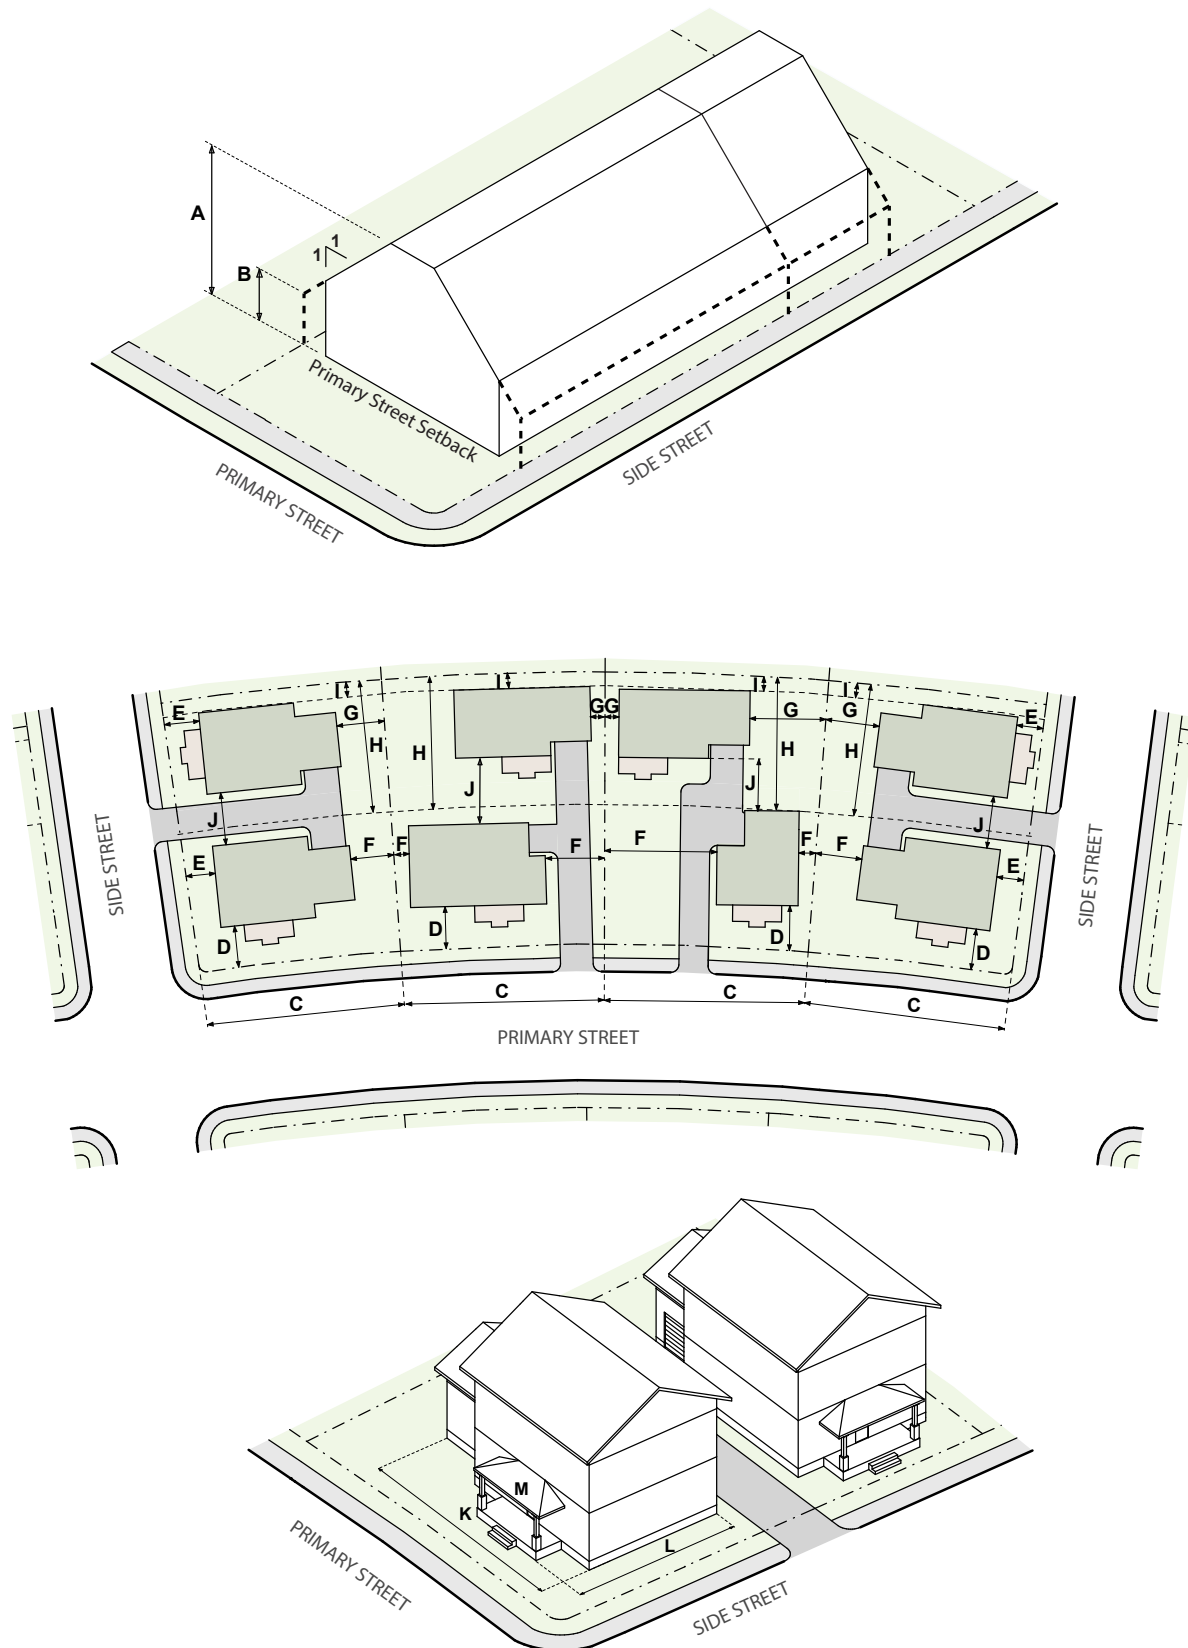 A
1
1
B
Primary Street Setback
PRIMARY STREET
SIDE STREET
I
I
I
I
E
G
G G
G
G
E
H
H
H
H
J
J
J
J
F
F
F
F
F
F
E
E
D
D
D
D
C
C
C
C
SIDE STREET
SIDE STREET
PRIMARY STREET
M
K
L
PRIMARY STREET
SIDE STREET